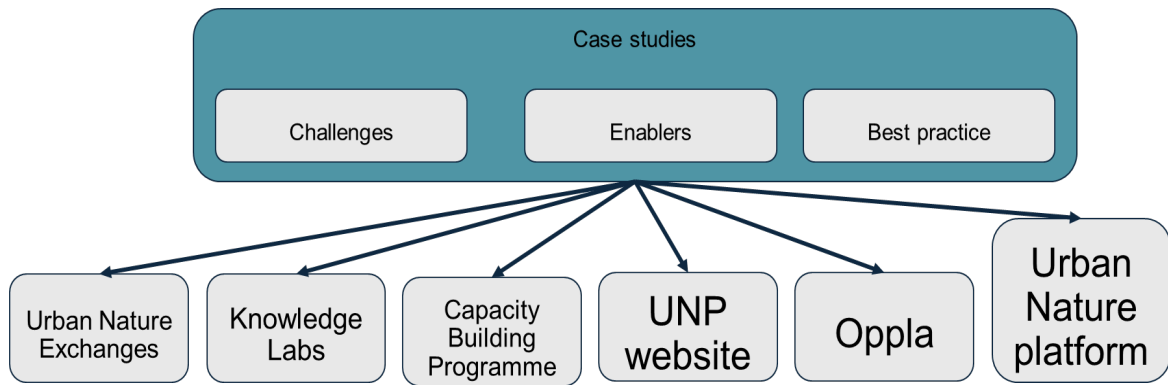 Case studies
Challenges
Enablers
Best practice
Urban Nature
Exchanges
Knowledge
Labs
Capacity
Building
Programme
UNP
website
Oppla
Urban
Nature
platform